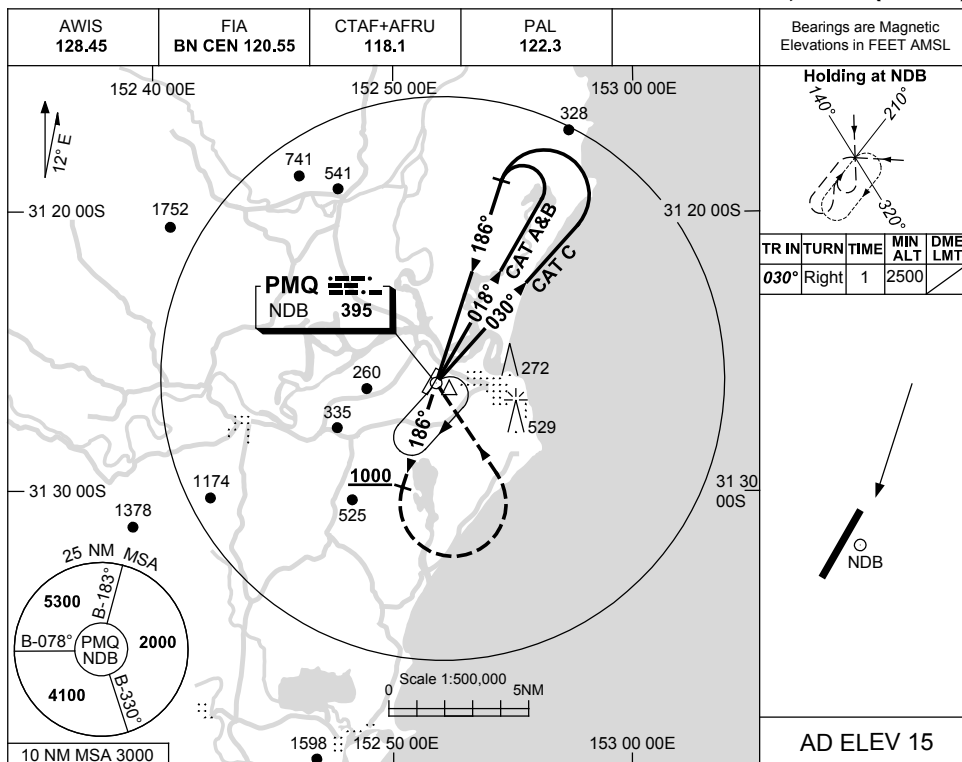 AWIS
128.45
FIA
BN CEN 120.55
CTAF+AFRU
118.1
PAL
122.3
Bearings are Magnetic
Elevations in FEET AMSL
152 40 00E
152 50 00E
153 00 00E
12° E
328
741
541
1752
31 20 00S
31 20 00S
186°
CAT A&B
CAT C
018°
030°
PMQ
NDB 395
272
260
335
529
186°
1000
31 30 00S
31 30
00S
1174
525
1378
25 NM MSA
5300
B-183°
B-078°
PMQ
NDB
2000
4100
B-330°
Scale 1:500,000
0
5NM
1598
152 50 00E
153 00 00E
10 NM MSA 3000
Holding at NDB
140°
210°
320°
TR IN TURN TIME MIN ALT DME LMT
030° Right 1 2500
NDB
AD ELEV 15